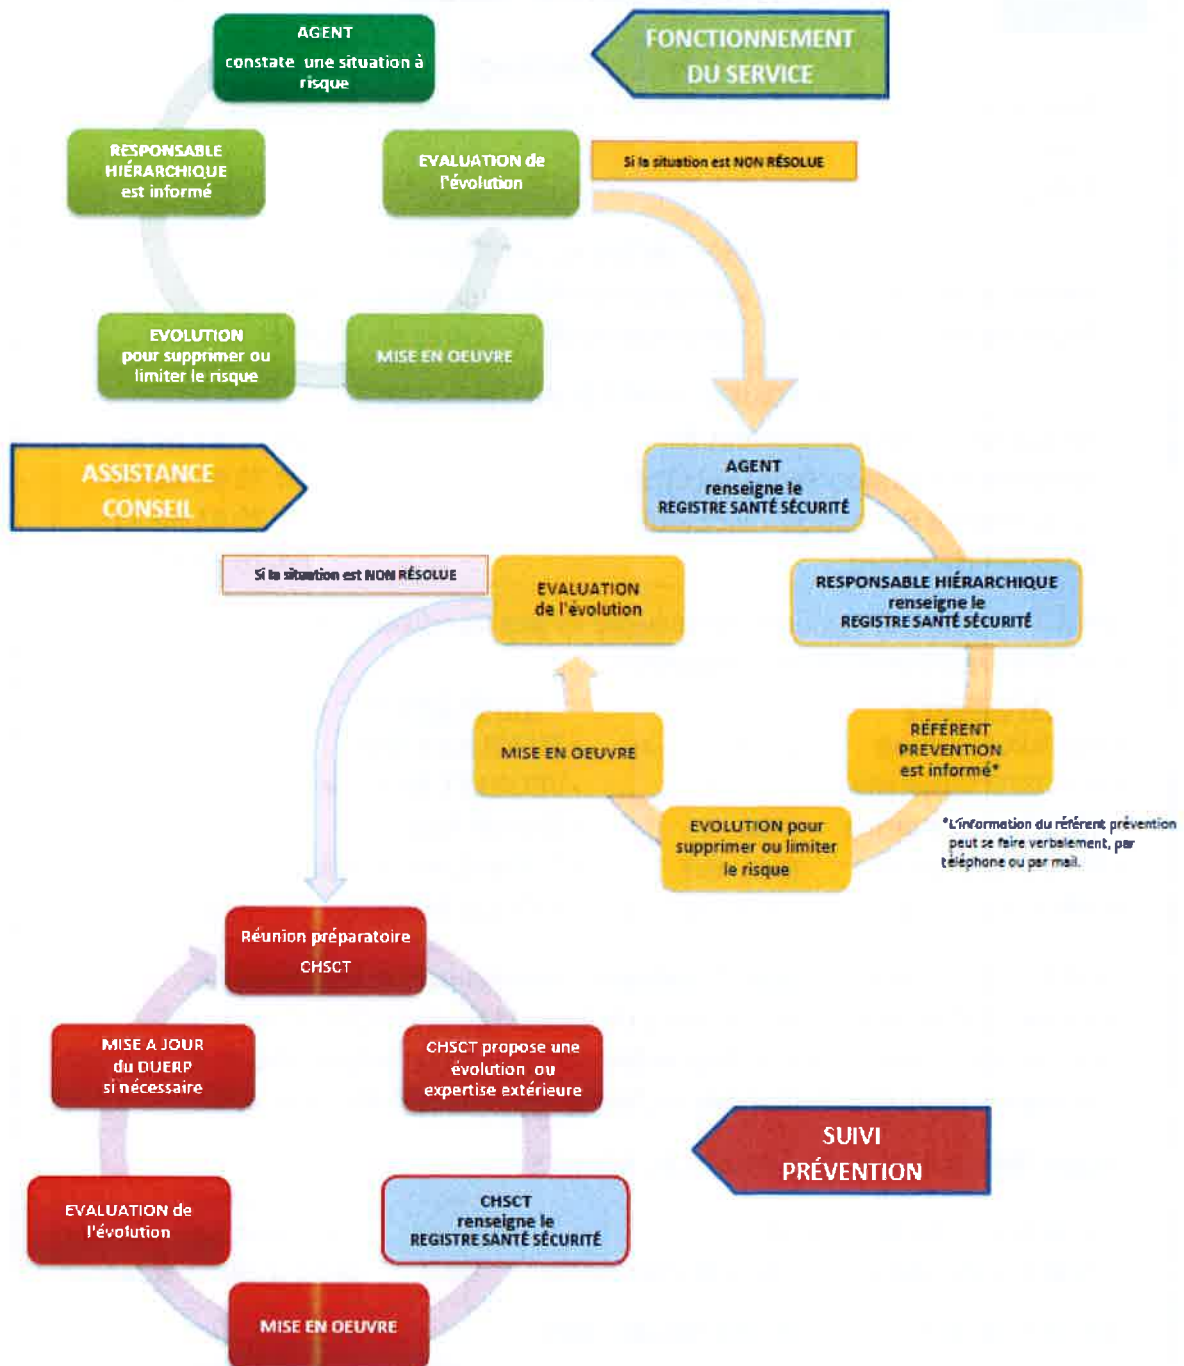 AGENT
constate une situation à
risque
FONCTIONNEMENT
DU SERVICE
RESPONSABLE
HIÉRARCHIQUE
est informé
EVALUATION de
l'évolution
Si la situation est NON RÉSOLUE
EVOLUTION
pour supprimer ou
limiter le risque
MISE EN OEUVRE
ASSISTANCE
CONSEIL
AGENT
renseigne le
REGISTRE SANTÉ SÉCURITÉ
Si la situation est NON RÉSOLUE
EVALUATION
de l'évolution
RESPONSABLE HIÉRARCHIQUE
renseigne le
REGISTRE SANTÉ SÉCURITÉ
MISE EN OEUVRE
RÉFÉRENT
PREVENTION
est informé*
EVOLUTION pour
supprimer ou limiter
le risque
*L'information du référent prévention
peut se faire verbalement, par
téléphone ou par mail.
Réunion préparatoire
CHSCT
MISE A JOUR
du DUERP
si nécessaire
CHSCT propose une
évolution ou
expertise extérieure
SUIVI
PRÉVENTION
EVALUATION de
l'évolution
CHSCT
renseigne le
REGISTRE SANTÉ SÉCURITÉ
MISE EN OEUVRE